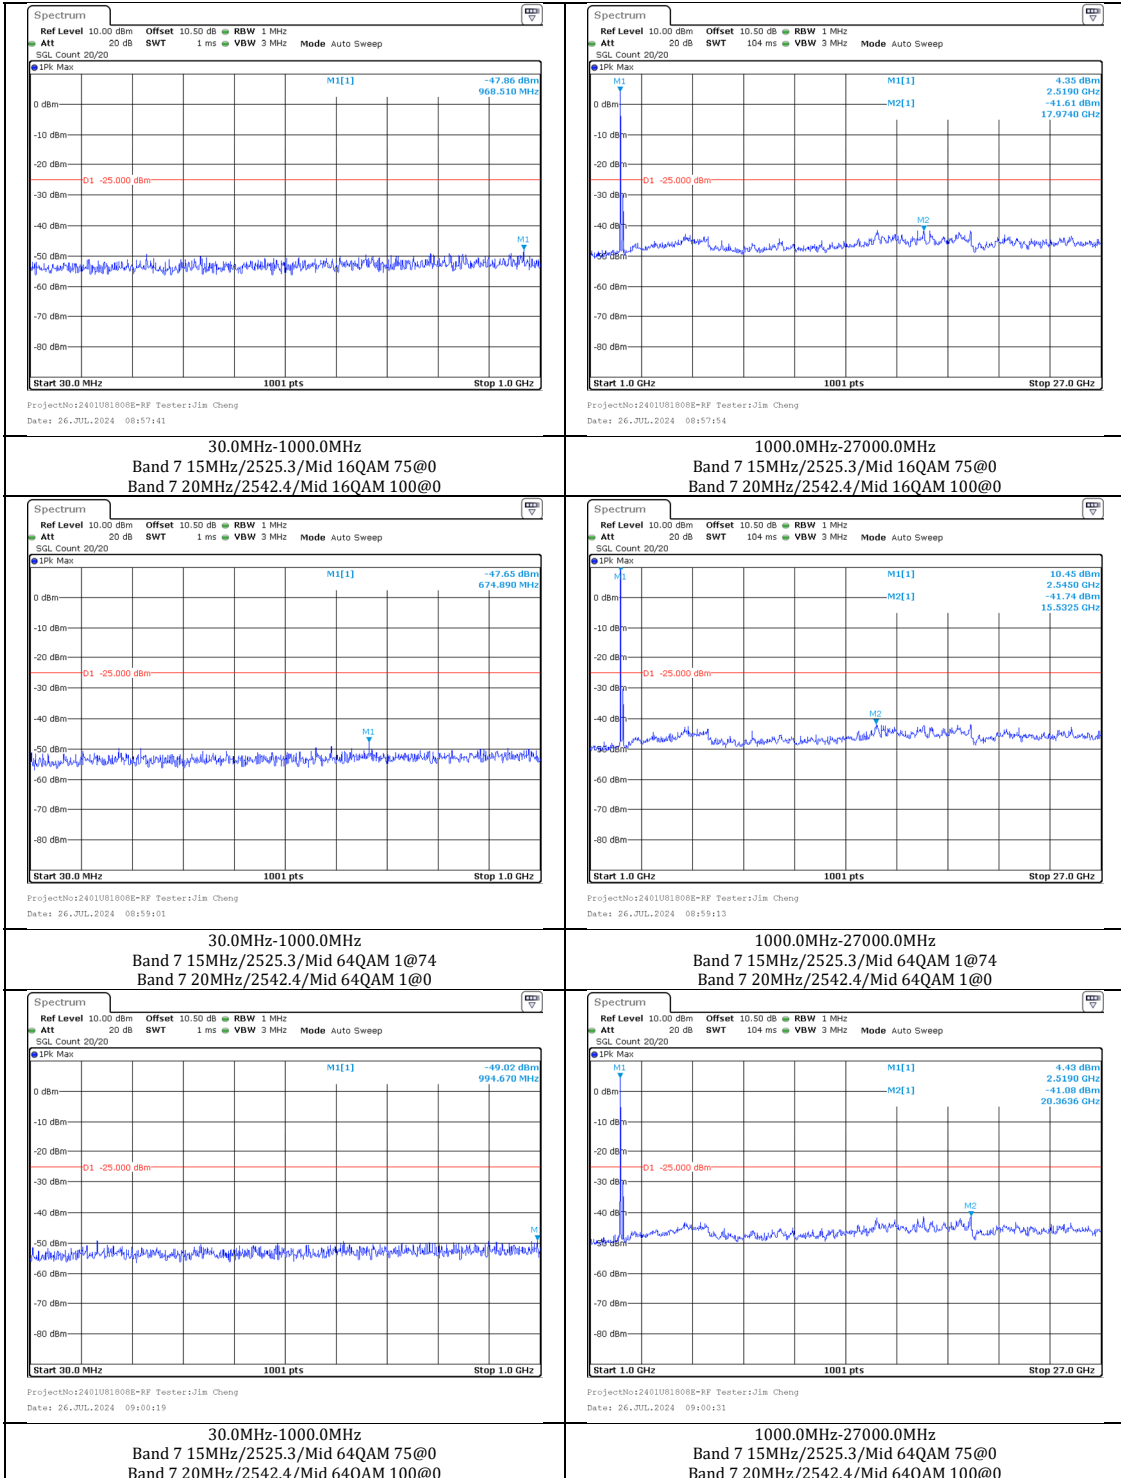 Spectrum
Ref Level 10.00 dBm Offset 10.50 dB RBW 1 MHz
Att 20 dB SWT 1 ms VBW 3 MHz Mode Auto Sweep
SGL Count 20/20
1Pk Max
M1[1] -47.86 dBm
968.510 MHz
0 dBm
-10 dBm
-20 dBm
D1 -25.000 dBm
-30 dBm
-40 dBm
M1
-50 dBm
-60 dBm
-70 dBm
-80 dBm
Start 30.0 MHz 1001 pts Stop 1.0 GHz
ProjectNo:2401U81808E-RF Tester:Jim Cheng
Date: 26.JUL.2024 08:57:41
Spectrum
Ref Level 10.00 dBm Offset 10.50 dB RBW 1 MHz
Att 20 dB SWT 104 ms VBW 3 MHz Mode Auto Sweep
SGL Count 20/20
1Pk Max
M1
M1[1] 4.35 dBm
2.5190 GHz
0 dBm
M2[1] -41.61 dBm
17.9740 GHz
-10 dBm
-20 dBm
D1 -25.000 dBm
-30 dBm
-40 dBm
M2
-50 dBm
-60 dBm
-70 dBm
-80 dBm
Start 1.0 GHz 1001 pts Stop 27.0 GHz
ProjectNo:2401U81808E-RF Tester:Jim Cheng
Date: 26.JUL.2024 08:57:54
30.0MHz-1000.0MHz
Band 7 15MHz/2525.3/Mid 16QAM 75@0
Band 7 20MHz/2542.4/Mid 16QAM 100@0
1000.0MHz-27000.0MHz
Band 7 15MHz/2525.3/Mid 16QAM 75@0
Band 7 20MHz/2542.4/Mid 16QAM 100@0
Spectrum
Ref Level 10.00 dBm Offset 10.50 dB RBW 1 MHz
Att 20 dB SWT 1 ms VBW 3 MHz Mode Auto Sweep
SGL Count 20/20
1Pk Max
M1[1] -47.65 dBm
674.890 MHz
0 dBm
-10 dBm
-20 dBm
D1 -25.000 dBm
-30 dBm
-40 dBm
M1
-50 dBm
-60 dBm
-70 dBm
-80 dBm
Start 30.0 MHz 1001 pts Stop 1.0 GHz
ProjectNo:2401U81808E-RF Tester:Jim Cheng
Date: 26.JUL.2024 08:59:01
Spectrum
Ref Level 10.00 dBm Offset 10.50 dB RBW 1 MHz
Att 20 dB SWT 104 ms VBW 3 MHz Mode Auto Sweep
SGL Count 20/20
1Pk Max
M1
M1[1] 10.45 dBm
2.5450 GHz
0 dBm
M2[1] -41.74 dBm
15.5325 GHz
-10 dBm
-20 dBm
D1 -25.000 dBm
-30 dBm
-40 dBm
M2
-50 dBm
-60 dBm
-70 dBm
-80 dBm
Start 1.0 GHz 1001 pts Stop 27.0 GHz
ProjectNo:2401U81808E-RF Tester:Jim Cheng
Date: 26.JUL.2024 08:59:13
30.0MHz-1000.0MHz
Band 7 15MHz/2525.3/Mid 64QAM 1@74
Band 7 20MHz/2542.4/Mid 64QAM 1@0
1000.0MHz-27000.0MHz
Band 7 15MHz/2525.3/Mid 64QAM 1@74
Band 7 20MHz/2542.4/Mid 64QAM 1@0
Spectrum
Ref Level 10.00 dBm Offset 10.50 dB RBW 1 MHz
Att 20 dB SWT 1 ms VBW 3 MHz Mode Auto Sweep
SGL Count 20/20
1Pk Max
M1[1] -49.02 dBm
994.670 MHz
0 dBm
-10 dBm
-20 dBm
D1 -25.000 dBm
-30 dBm
-40 dBm
M
-50 dBm
-60 dBm
-70 dBm
-80 dBm
Start 30.0 MHz 1001 pts Stop 1.0 GHz
ProjectNo:2401U81808E-RF Tester:Jim Cheng
Date: 26.JUL.2024 09:00:19
Spectrum
Ref Level 10.00 dBm Offset 10.50 dB RBW 1 MHz
Att 20 dB SWT 104 ms VBW 3 MHz Mode Auto Sweep
SGL Count 20/20
1Pk Max
M1
M1[1] 4.43 dBm
2.5190 GHz
0 dBm
M2[1] -41.08 dBm
20.3636 GHz
-10 dBm
-20 dBm
D1 -25.000 dBm
-30 dBm
-40 dBm
M2
-50 dBm
-60 dBm
-70 dBm
-80 dBm
Start 1.0 GHz 1001 pts Stop 27.0 GHz
ProjectNo:2401U81808E-RF Tester:Jim Cheng
Date: 26.JUL.2024 09:00:31
30.0MHz-1000.0MHz
Band 7 15MHz/2525.3/Mid 64QAM 75@0
Band 7 20MHz/2542.4/Mid 64QAM 100@0
1000.0MHz-27000.0MHz
Band 7 15MHz/2525.3/Mid 64QAM 75@0
Band 7 20MHz/2542.4/Mid 64QAM 100@0